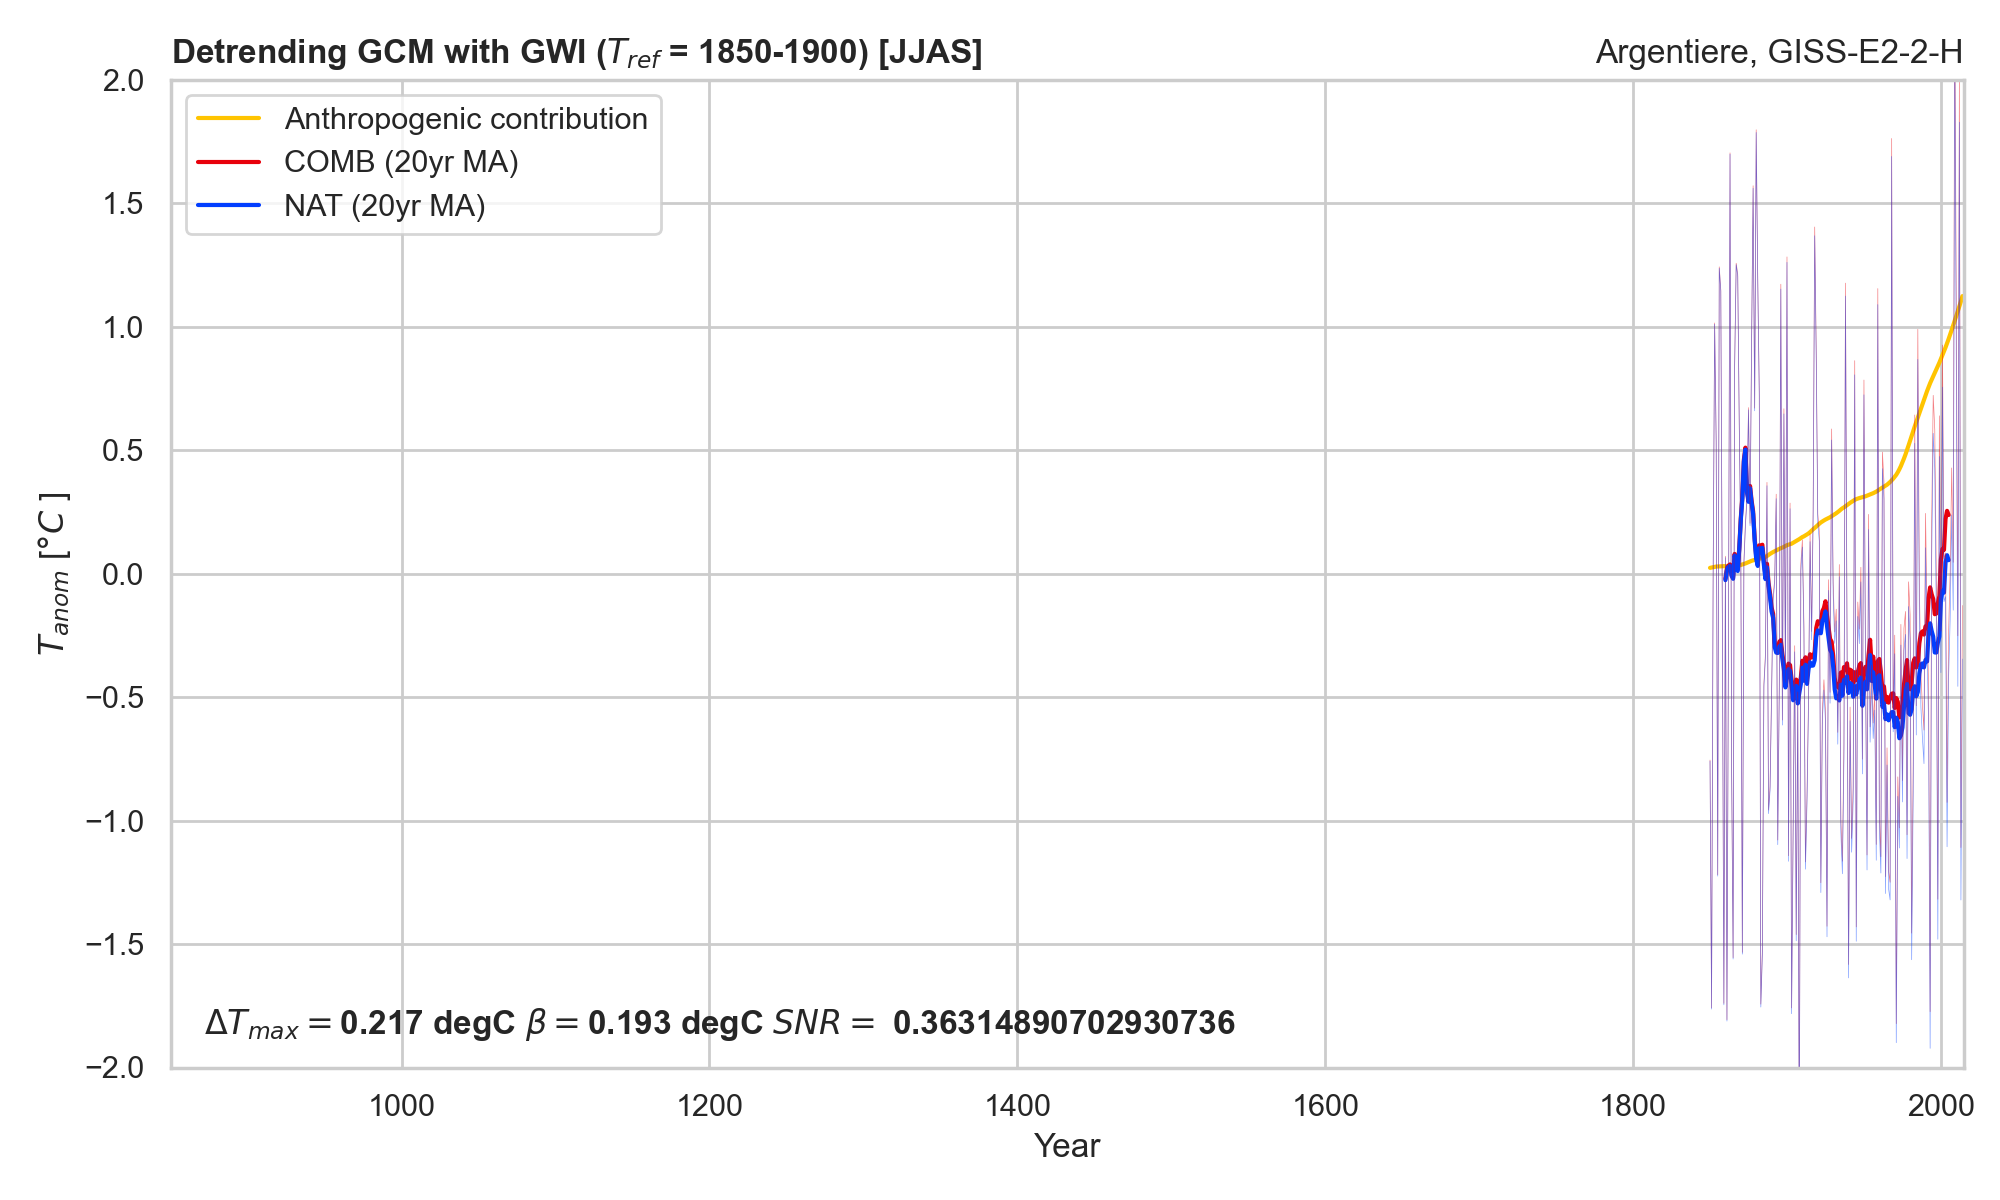 Detrending GCM with GWI (T_ref = 1850-1900) [JJAS]
Argentiere, GISS-E2-2-H
Anthropogenic contribution
COMB (20yr MA)
NAT (20yr MA)
2.0
1.5
1.0
0.5
0.0
−0.5
−1.0
−1.5
−2.0
T_anom [°C ]
ΔT_max = 0.217 degC β = 0.193 degC SNR = 0.36314890702930736
1000 1200 1400 1600 1800 2000
Year